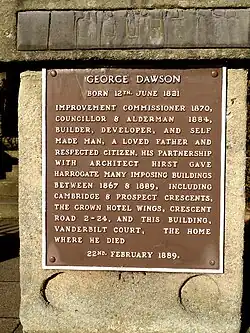 GEORGE DAWSON
BORN 12TH. JUNE 1821
IMPROVEMENT COMMISSIONER 1870,
COUNCILLOR & ALDERMAN 1884,
BUILDER, DEVELOPER, AND SELF
MADE MAN, A LOVED FATHER AND
RESPECTED CITIZEN. HIS PARTNERSHIP
WITH ARCHITECT HIRST GAVE
HARROGATE MANY IMPOSING BUILDINGS
BETWEEN 1867 & 1889, INCLUDING
CAMBRIDGE & PROSPECT CRESCENTS,
THE CROWN HOTEL WINGS, CRESCENT
ROAD 2-24, AND THIS BUILDING,
VANDERBILT COURT, THE HOME
WHERE HE DIED
22ND. FEBRUARY 1889.